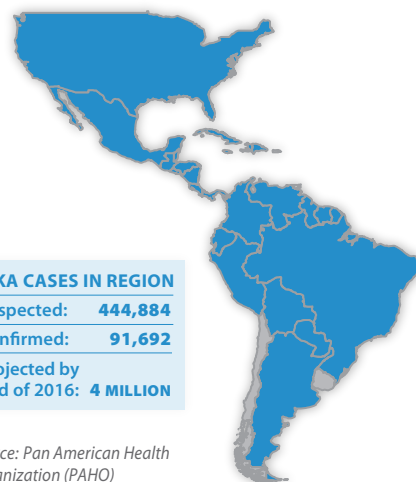 KA CASES IN REGION
spected: 444,884
nfirmed: 91,692
ojected by
d of 2016: 4 MILLION
ce: Pan American Health
anization (PAHO)